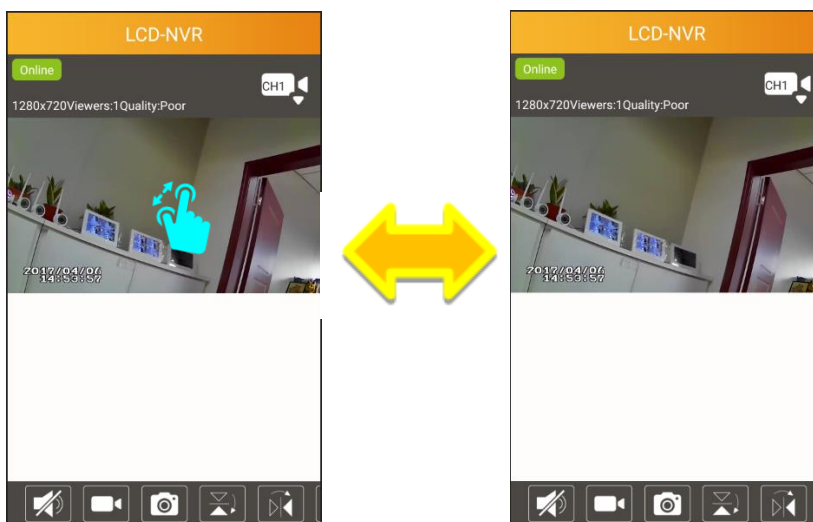 LCD-NVR
Online
CH1
1280x720Viewers:1Quality:Poor
2017/04/06
14:53:57
LCD-NVR
Online
CH1
1280x720Viewers:1Quality:Poor
2017/04/06
14:53:57